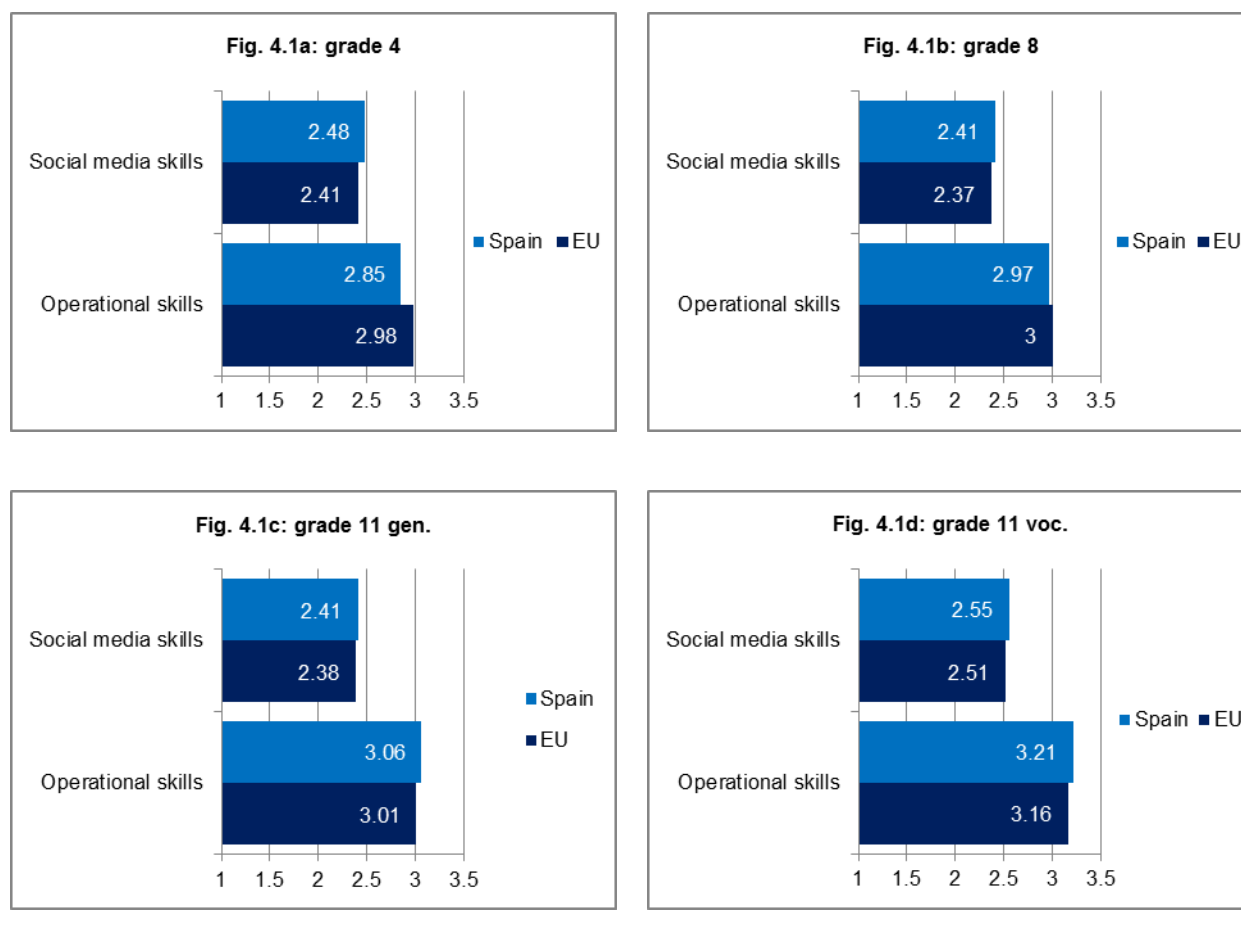 Fig. 4.1a: grade 4
Social media skills
2.48
2.41
Operational skills
2.85
2.98
Spain EU
1 1.5 2 2.5 3 3.5
Fig. 4.1b: grade 8
Social media skills
2.41
2.37
Operational skills
2.97
3
Spain EU
1 1.5 2 2.5 3 3.5
Fig. 4.1c: grade 11 gen.
Social media skills
2.41
2.38
Operational skills
3.06
3.01
Spain
EU
1 1.5 2 2.5 3 3.5
Fig. 4.1d: grade 11 voc.
Social media skills
2.55
2.51
Operational skills
3.21
3.16
Spain EU
1 1.5 2 2.5 3 3.5